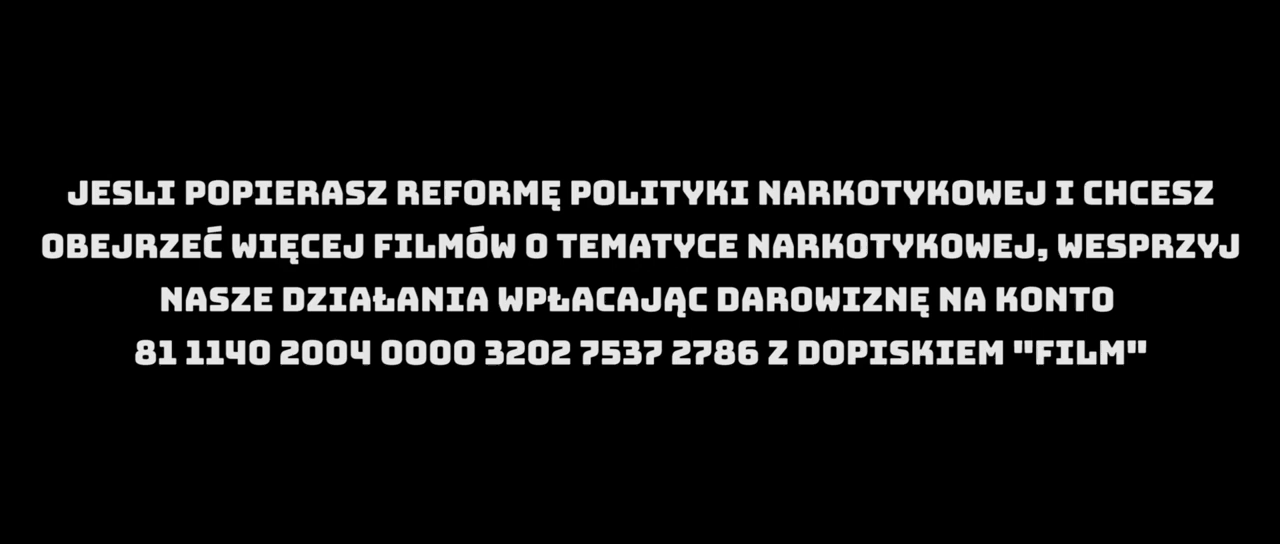 JESLI POPIERASZ REFORMĘ POLITYKI NARKOTYKOWEJ I CHCESZ
OBEJRZEĆ WIĘCEJ FILMÓW O TEMATYCE NARKOTYKOWEJ, WESPRZYJ
NASZE DZIAŁANIA WPŁACAJĄC DAROWIZNĘ NA KONTO
81 1140 2004 0000 3202 7537 2786 Z DOPISKIEM "FILM"